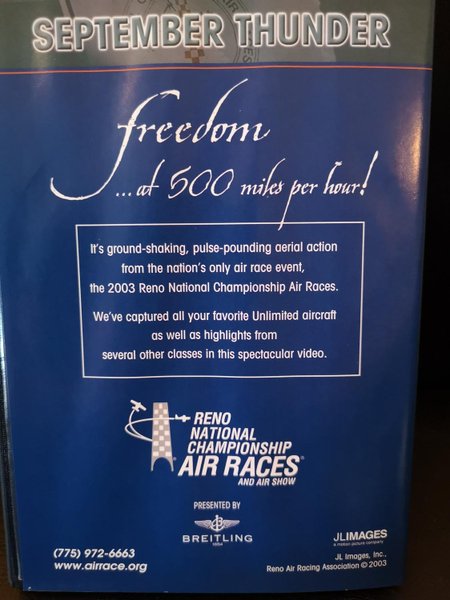 SEPTEMBER THUNDER
freedom
...at 500 miles per hour!
It's ground-shaking, pulse-pounding aerial action
from the nation's only air race event,
the 2003 Reno National Championship Air Races.
We've captured all your favorite Unlimited aircraft
as well as highlights from
several other classes in this spectacular video.
RENO
NATIONAL
CHAMPIONSHIP
AIR RACES®
AND AIR SHOW
PRESENTED BY
BREITLING
1884
(775) 972-6663
www.airrace.org
JLIMAGES
a motion picture company
JL Images, Inc.,
Reno Air Racing Association © 2003